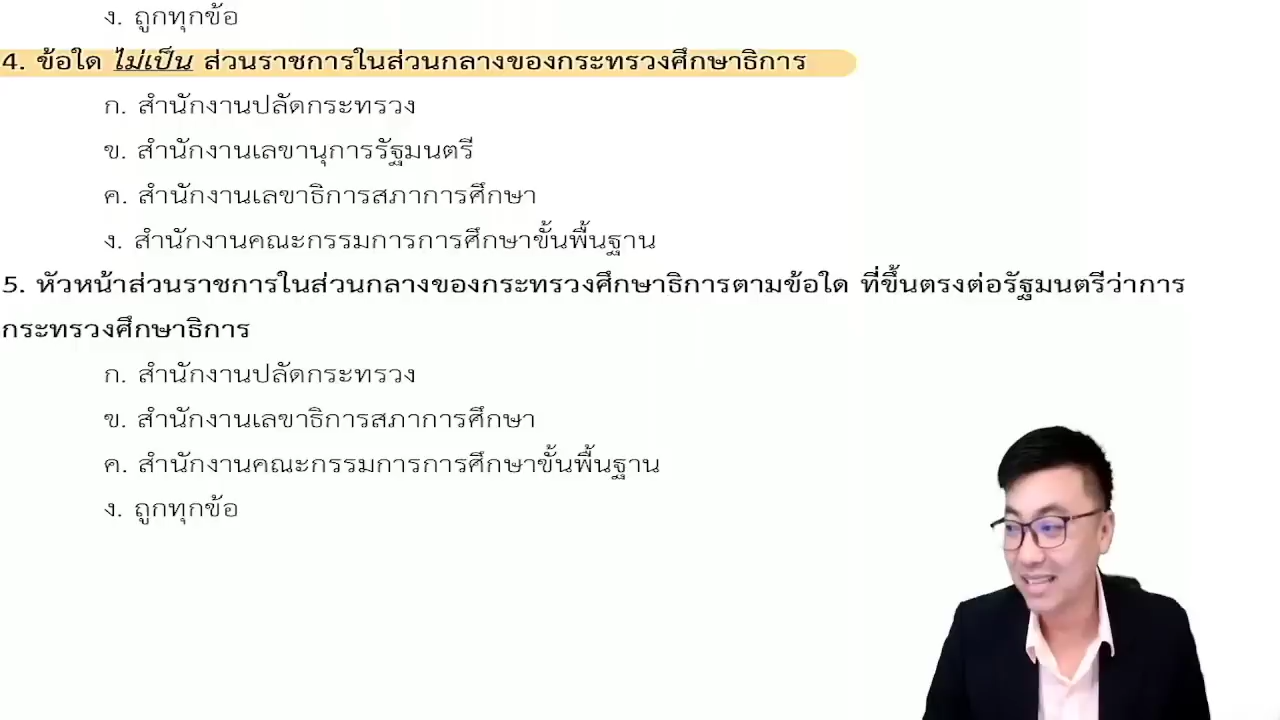 ง. ถูกทุกข้อ
4. ข้อใด ไม่เป็น ส่วนราชการในส่วนกลางของกระทรวงศึกษาธิการ
ก. สำนักงานปลัดกระทรวง
ข. สำนักงานเลขานุการรัฐมนตรี
ค. สำนักงานเลขาธิการสภาการศึกษา
ง. สำนักงานคณะกรรมการการศึกษาขั้นพื้นฐาน
5. หัวหน้าส่วนราชการในส่วนกลางของกระทรวงศึกษาธิการตามข้อใด ที่ขึ้นตรงต่อรัฐมนตรีว่าการ
กระทรวงศึกษาธิการ
ก. สำนักงานปลัดกระทรวง
ข. สำนักงานเลขาธิการสภาการศึกษา
ค. สำนักงานคณะกรรมการการศึกษาขั้นพื้นฐาน
ง. ถูกทุกข้อ